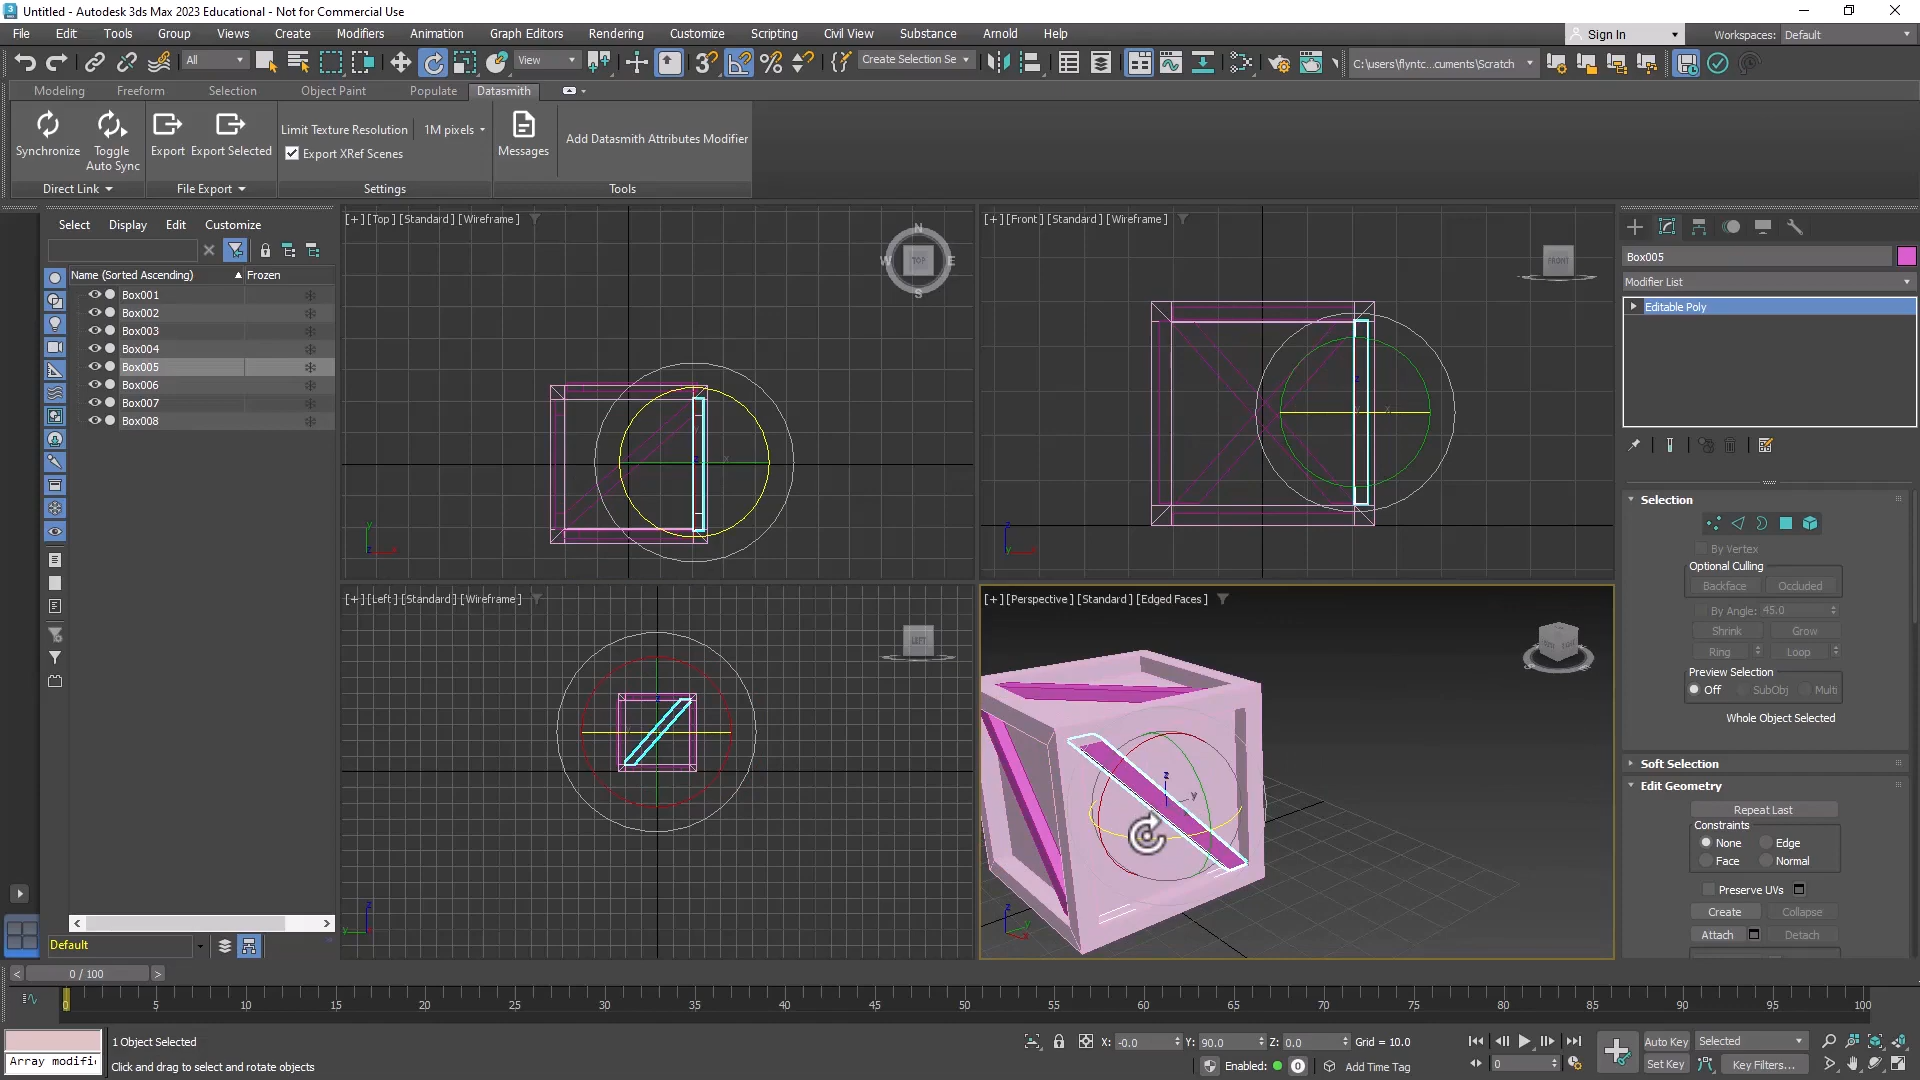 Untitled - Autodesk 3ds Max 2023 Educational - Not for Commercial Use
File Edit Tools Group Views Create Modifiers Animation Graph Editors Rendering Customize Scripting Civil View Substance Arnold Help Sign In Workspaces: Default
All View Create Selection Se C:\users\flyntc...cuments\Scratch
Modeling Freeform Selection Object Paint Populate Datasmith
Limit Texture Resolution 1M pixels
Synchronize Toggle Auto Sync Export Export Selected Export XRef Scenes Messages Add Datasmith Attributes Modifier
Direct Link File Export Settings Tools
Select Display Edit Customize
Name (Sorted Ascending) Frozen
Box001
Box002
Box003
Box004
Box005
Box006
Box007
Box008
Default
[+] [Top] [Standard] [Wireframe]
N
W TOP E
S
x
y
[+] [Front] [Standard] [Wireframe]
FRONT
x
[+] [Left] [Standard] [Wireframe]
LEFT
z
y
[+] [Perspective] [Standard] [Edged Faces]
z
y
Box005
Modifier List
Editable Poly
Selection
By Vertex
Optional Culling
Backface Occluded
By Angle: 45.0
Shrink Grow
Ring Loop
Preview Selection
Off SubObj Multi
Whole Object Selected
Soft Selection
Edit Geometry
Repeat Last
Constraints
None Edge
Face Normal
Preserve UVs
Create Collapse
Attach Detach
< 0 / 100 >
0 5 10 15 20 25 30 35 40 45 50 55 60 65 70 75 80 85 90 95 100
1 Object Selected X: -0.0 Y: 90.0 Z: 0.0 Grid = 10.0 Auto Key Selected
Array modifi Click and drag to select and rotate objects Enabled: 0 Add Time Tag 0 Set Key Key Filters...